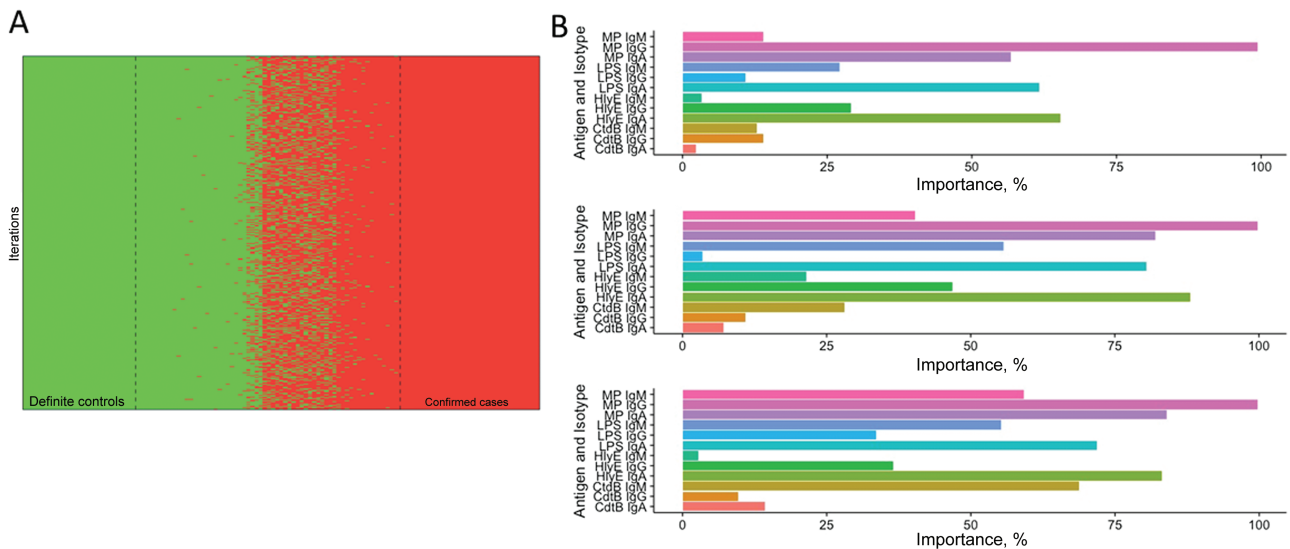 A
Iterations
Definite controls
Confirmed cases
B
Antigen and Isotype
MP IgM
MP IgG
MP IgA
LPS IgM
LPS IgG
LPS IgA
HlyE IgM
HlyE IgG
HlyE IgA
CtdB IgM
CdtB IgG
CdtB IgA
0 25 50 75 100
Importance, %
Antigen and Isotype
MP IgM
MP IgG
MP IgA
LPS IgM
LPS IgG
LPS IgA
HlyE IgM
HlyE IgG
HlyE IgA
CtdB IgM
CdtB IgG
CdtB IgA
0 25 50 75 100
Importance, %
Antigen and Isotype
MP IgM
MP IgG
MP IgA
LPS IgM
LPS IgG
LPS IgA
HlyE IgM
HlyE IgG
HlyE IgA
CtdB IgM
CdtB IgG
CdtB IgA
0 25 50 75 100
Importance, %